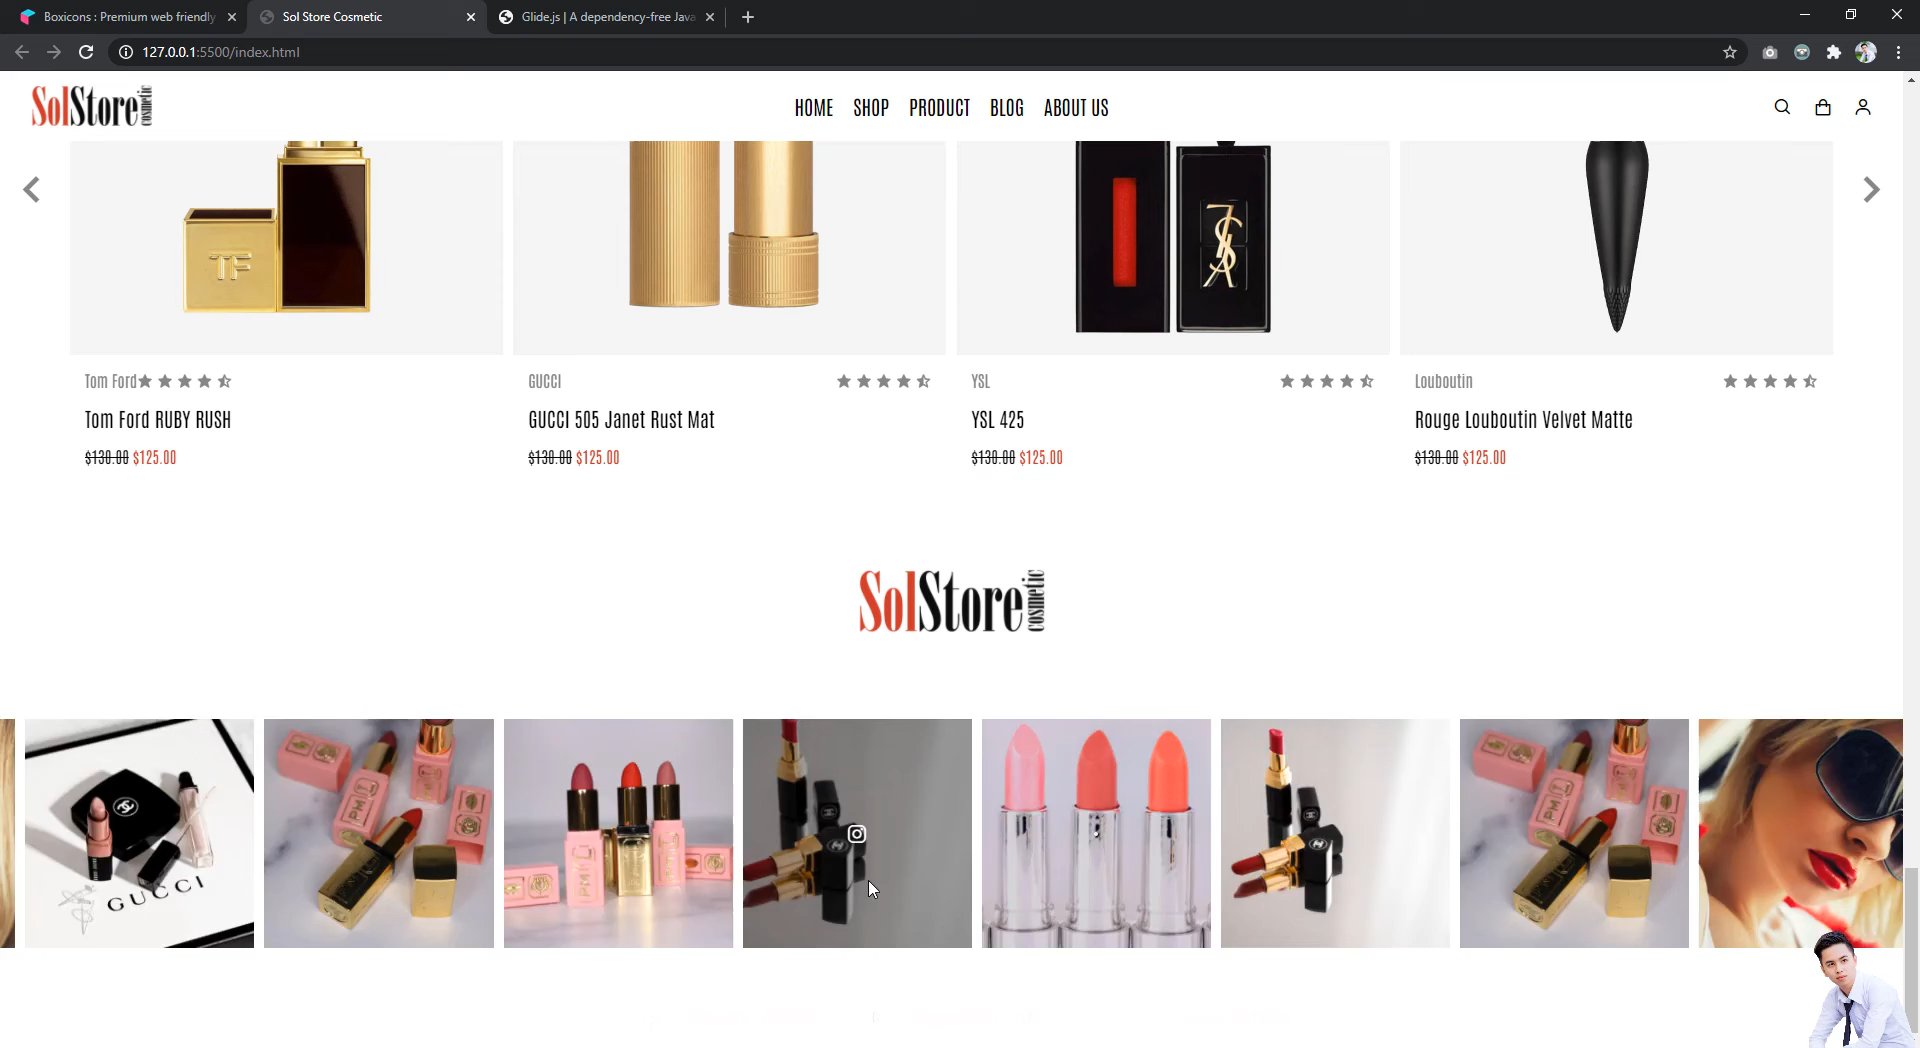 Boxicons : Premium web friendly
Sol Store Cosmetic
Glide.js | A dependency-free Java
127.0.0.1:5500/index.html
SolStore cosmetic
HOME SHOP PRODUCT BLOG ABOUT US
TF
YSL
Tom Ford
GUCCI
YSL
Louboutin
Tom Ford RUBY RUSH
GUCCI 505 Janet Rust Mat
YSL 425
Rouge Louboutin Velvet Matte
$130.00 $125.00
$130.00 $125.00
$130.00 $125.00
$130.00 $125.00
SolStore cosmetic
GUCCI